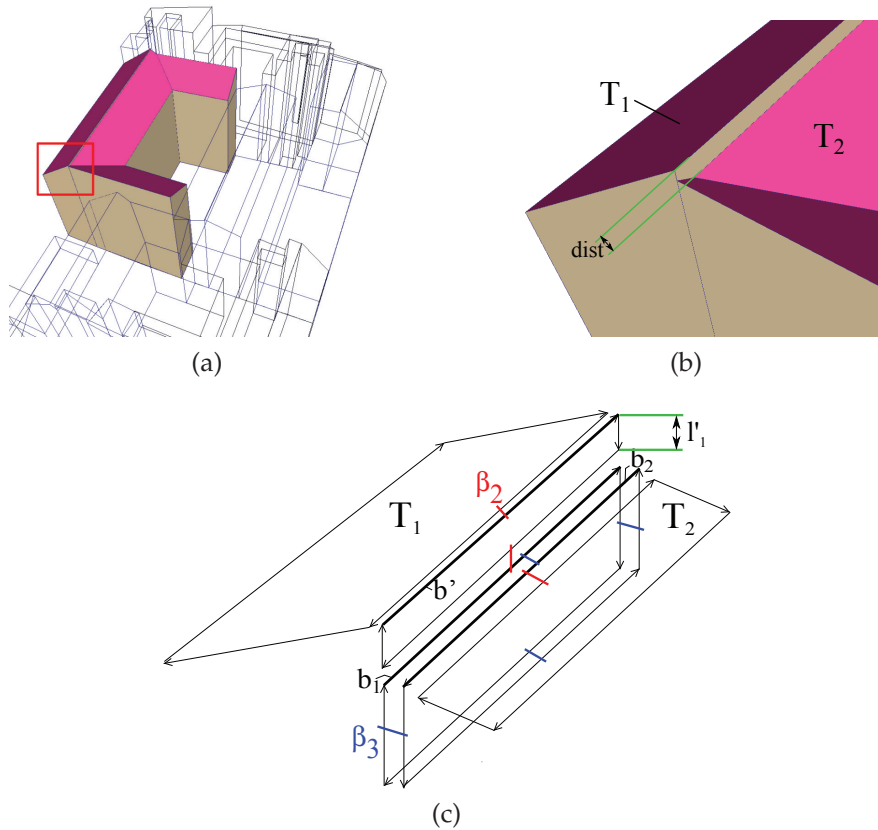 T₁
T₂
dist
(a)
(b)
l'₁
b₂
β₂
T₁
T₂
b’
b₁
β₃
(c)